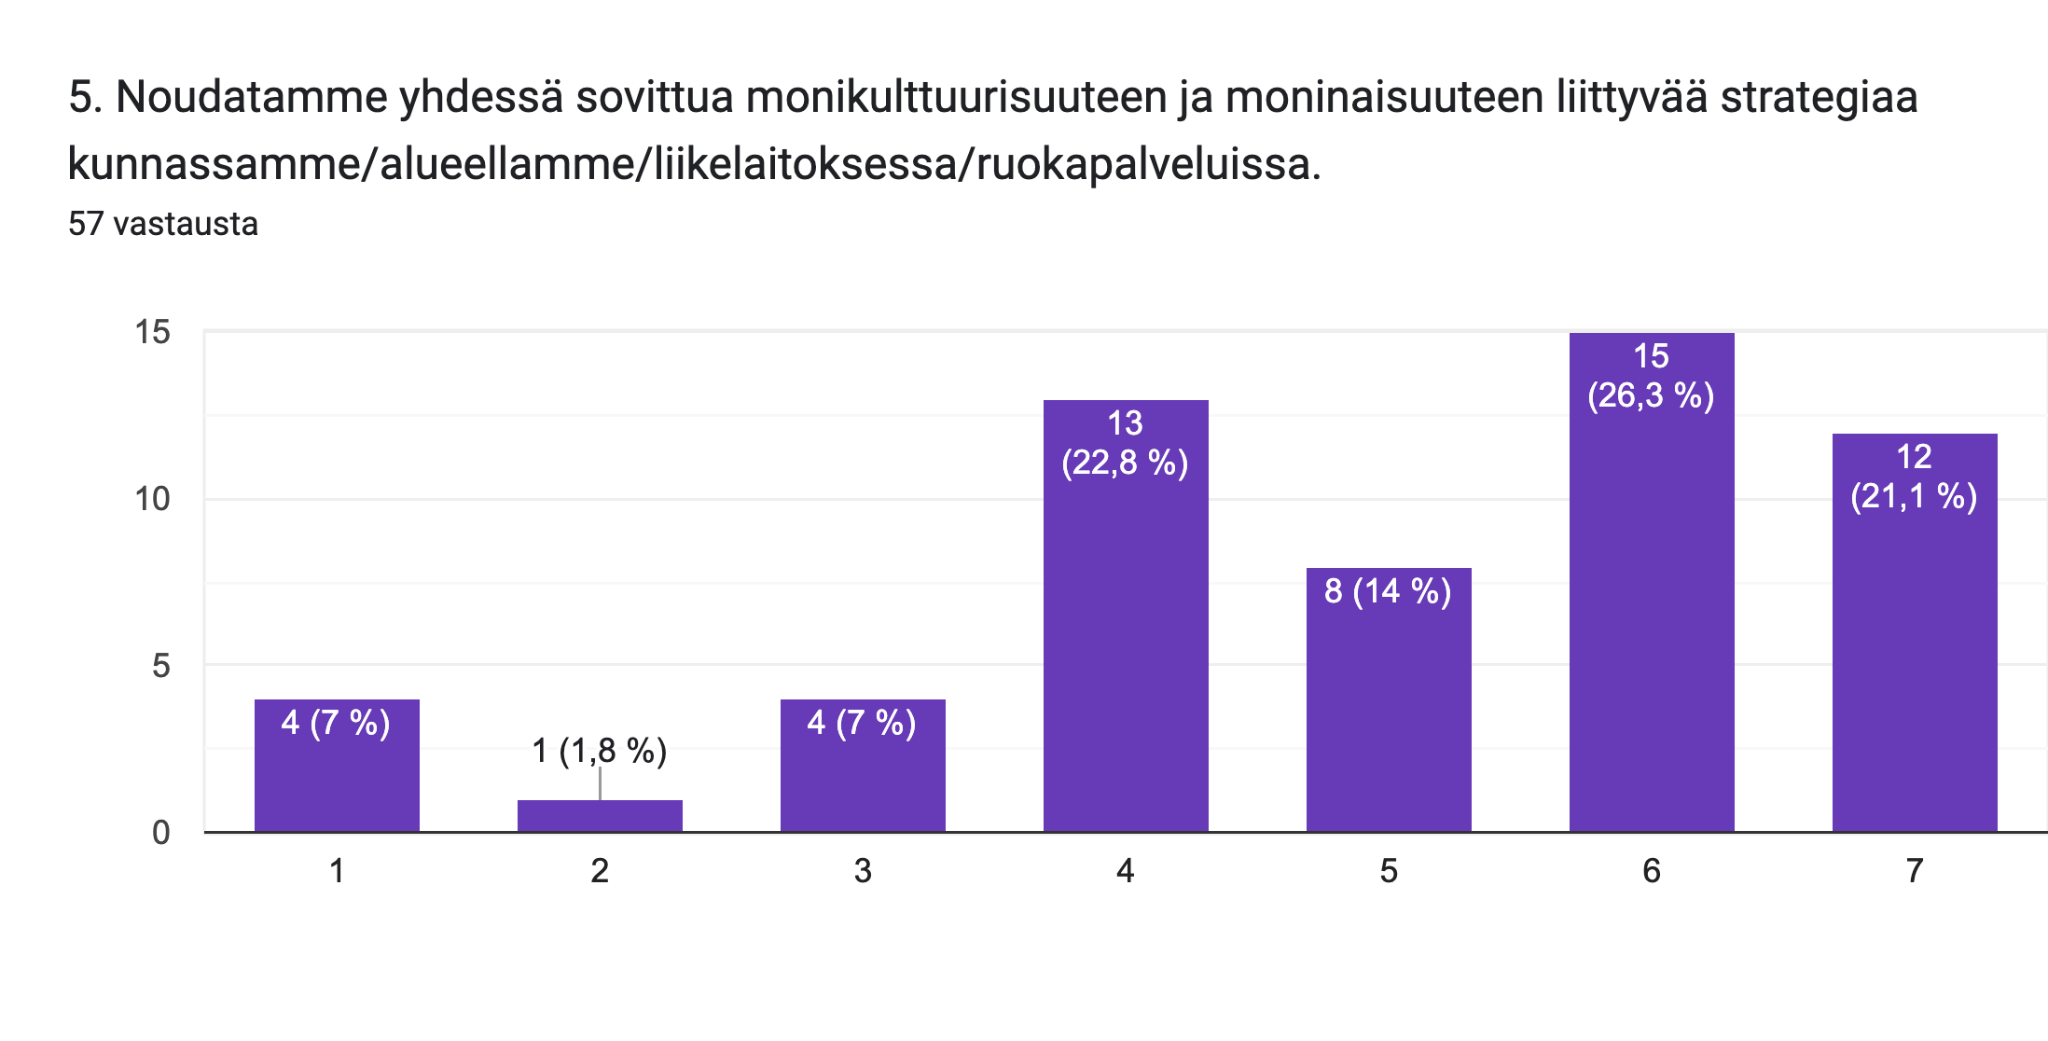 5. Noudatamme yhdessä sovittua monikulttuurisuuteen ja moninaisuuteen liittyvää strategiaa
kunnassamme/alueellamme/liikelaitoksessa/ruokapalveluissa.
57 vastausta
15
10
5
0
4 (7 %)
1 (1,8 %)
4 (7 %)
13
(22,8 %)
8 (14 %)
15
(26,3 %)
12
(21,1 %)
1
2
3
4
5
6
7